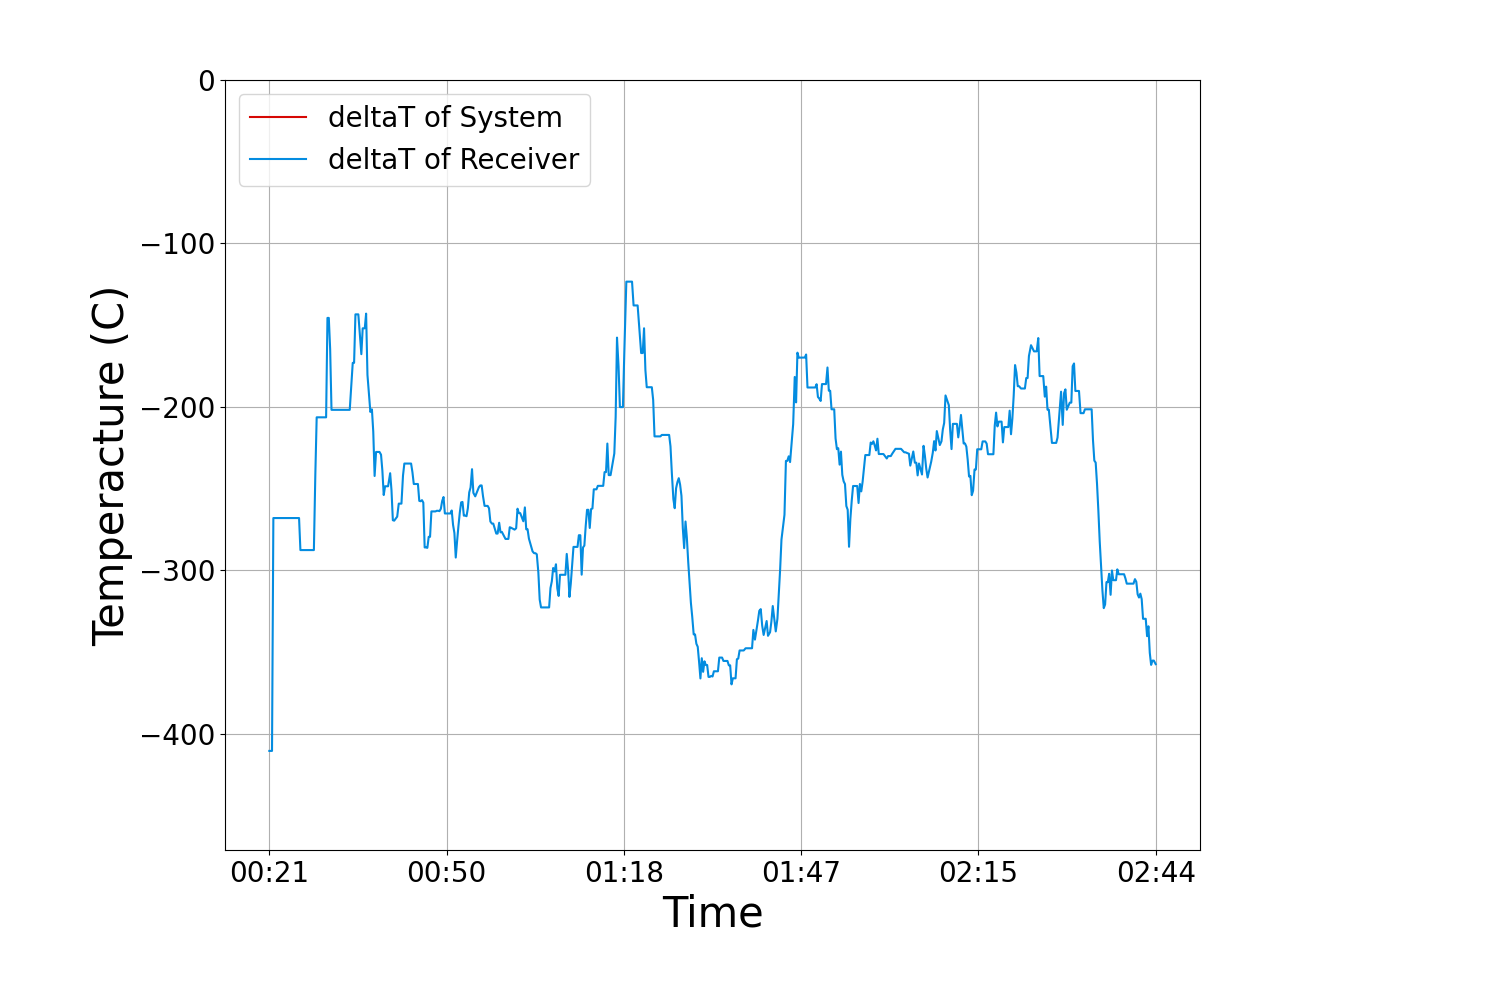 0
deltaT of System
deltaT of Receiver
−100
−200
−300
−400
Temperacture (C)
00:21 00:50 01:18 01:47 02:15 02:44
Time